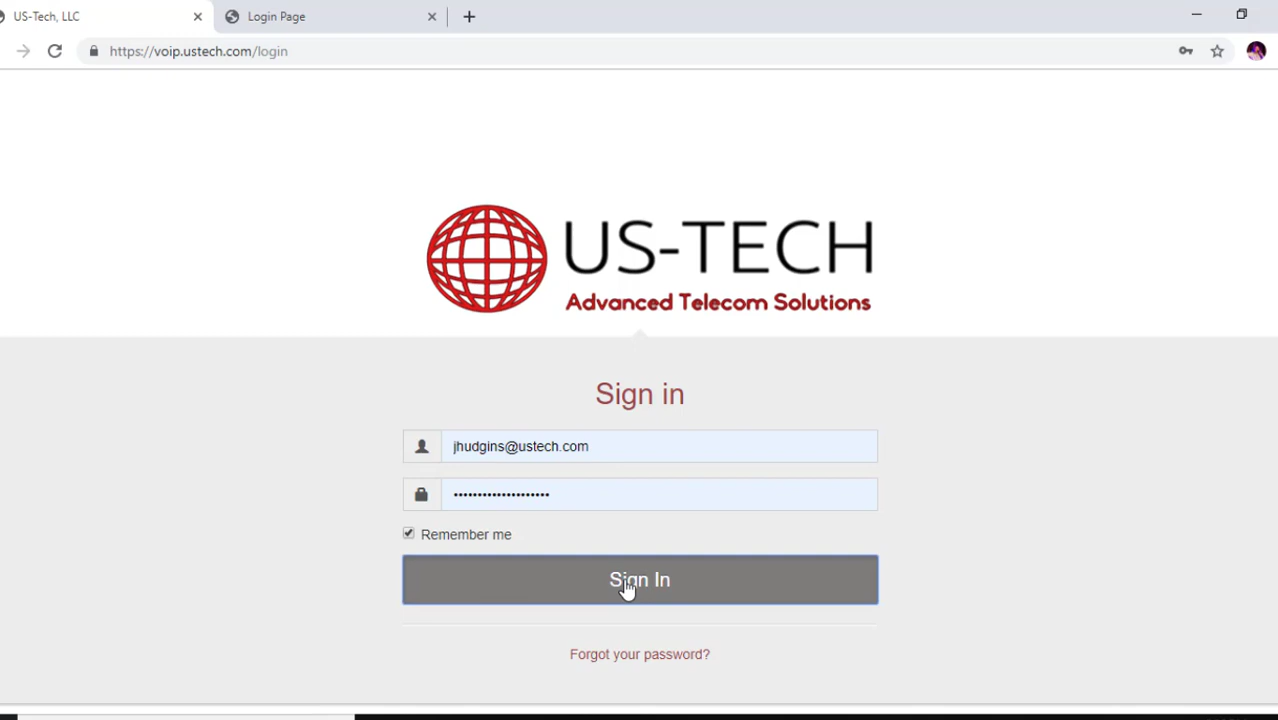 US-Tech, LLC
Login Page
https://voip.ustech.com/login
US-TECH
Advanced Telecom Solutions
Sign in
jhudgins@ustech.com
••••••••••••••••••••
Remember me
Sign In
Forgot your password?